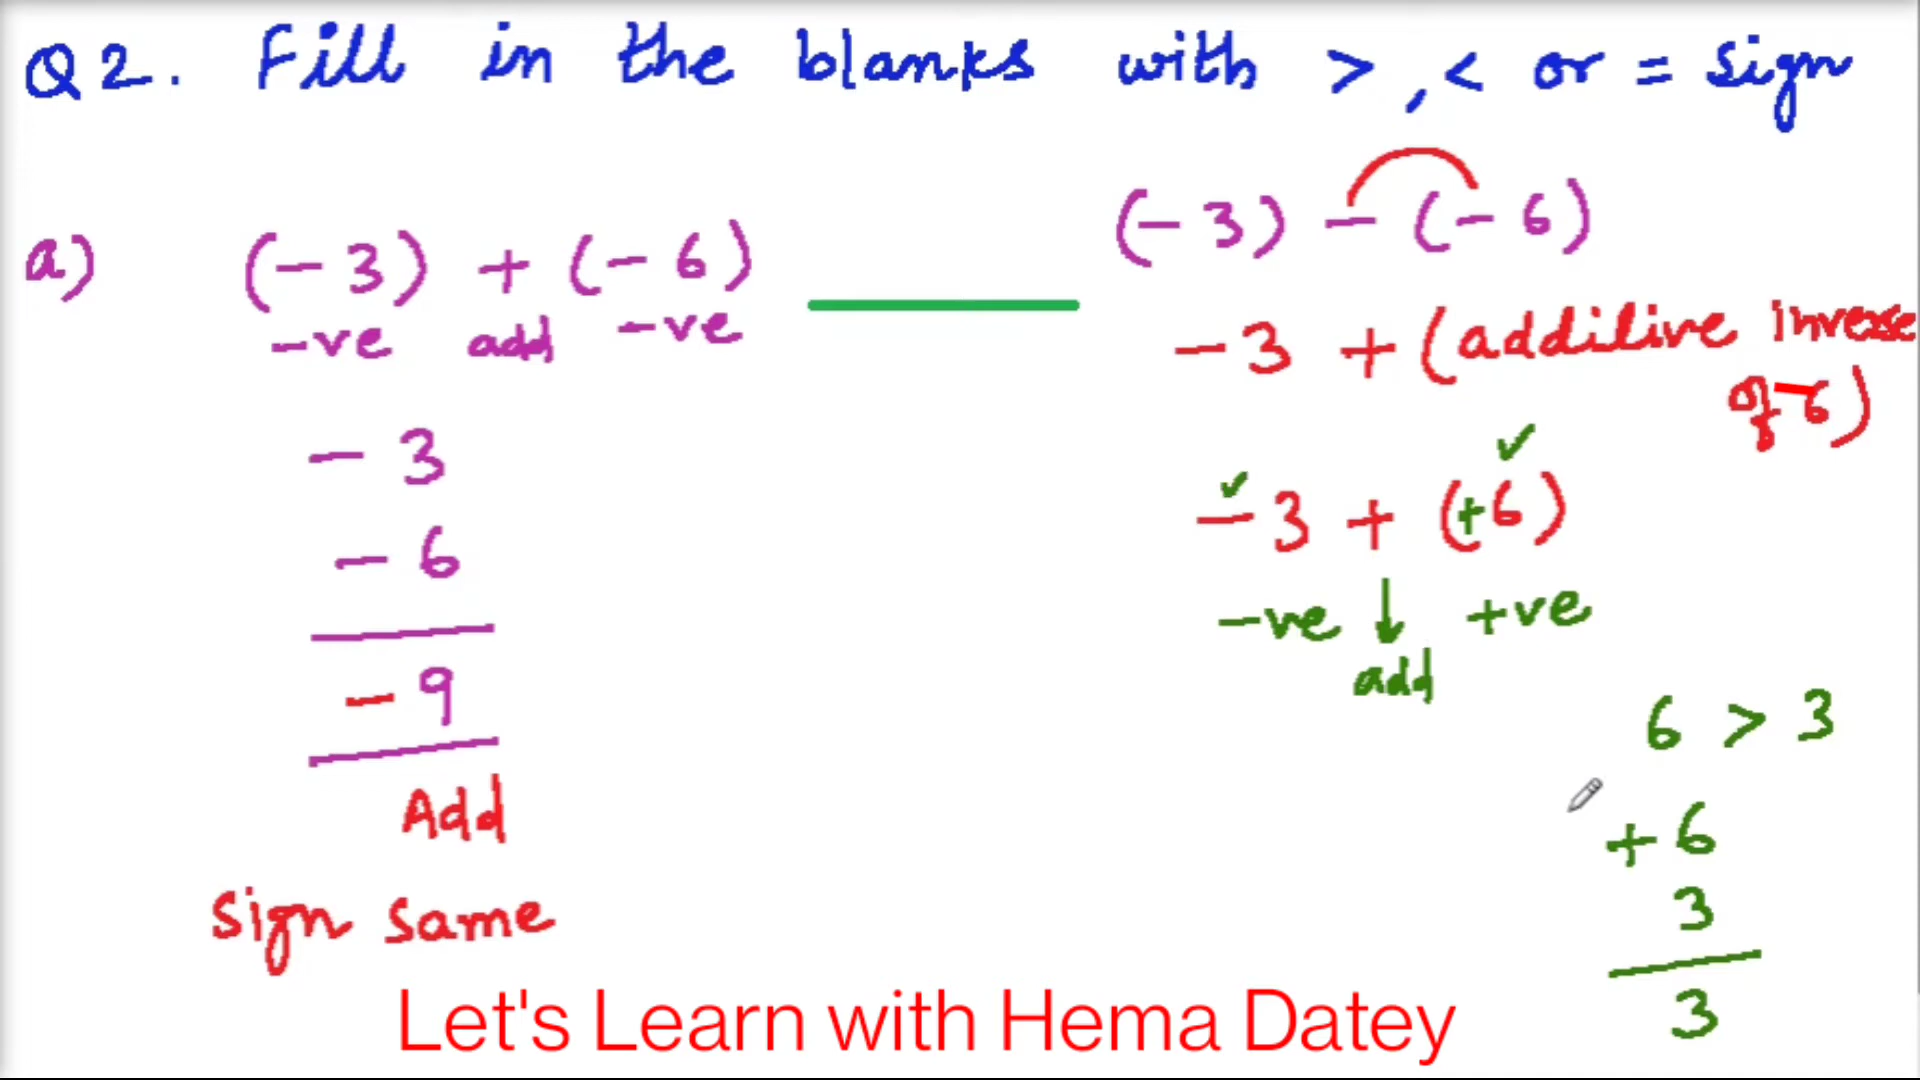 Q2. Fill in the blanks with >, < or = sign
a) (-3) + (-6) ______ (-3) - (-6)
-ve add -ve
-3 + (additive inverse of -6)
-3
-6
-9
Add
Sign same
-3 + (+6)
-ve ↓ +ve
add
6 > 3
+6
3
3
Let's Learn with Hema Datey